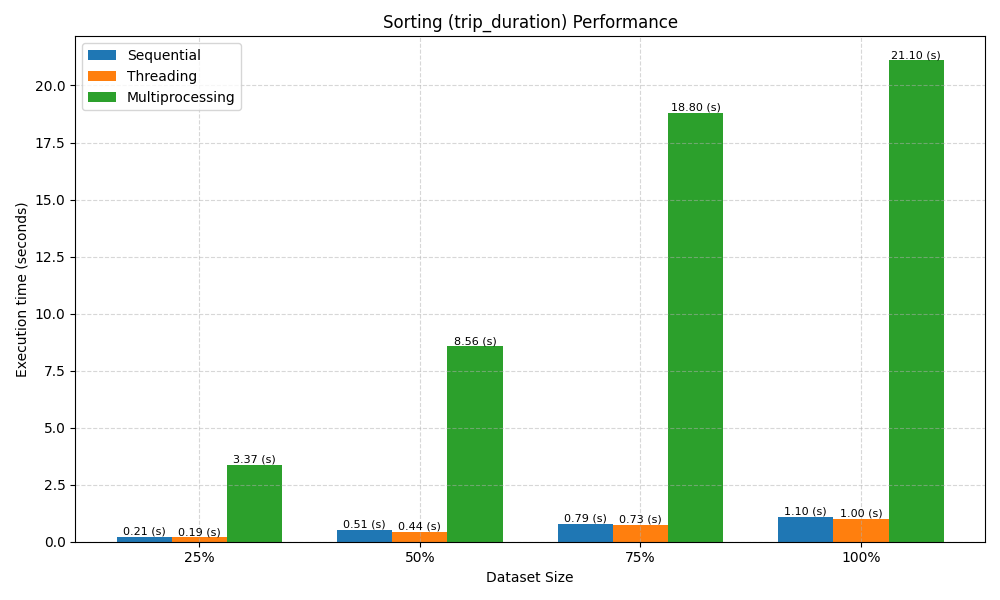 Sorting (trip_duration) Performance
Sequential
Threading
Multiprocessing
Execution time (seconds)
20.0
17.5
15.0
12.5
10.0
7.5
5.0
2.5
0.0
0.21 (s)
0.19 (s)
3.37 (s)
0.51 (s)
0.44 (s)
8.56 (s)
0.79 (s)
0.73 (s)
18.80 (s)
1.10 (s)
1.00 (s)
21.10 (s)
25%
50%
75%
100%
Dataset Size